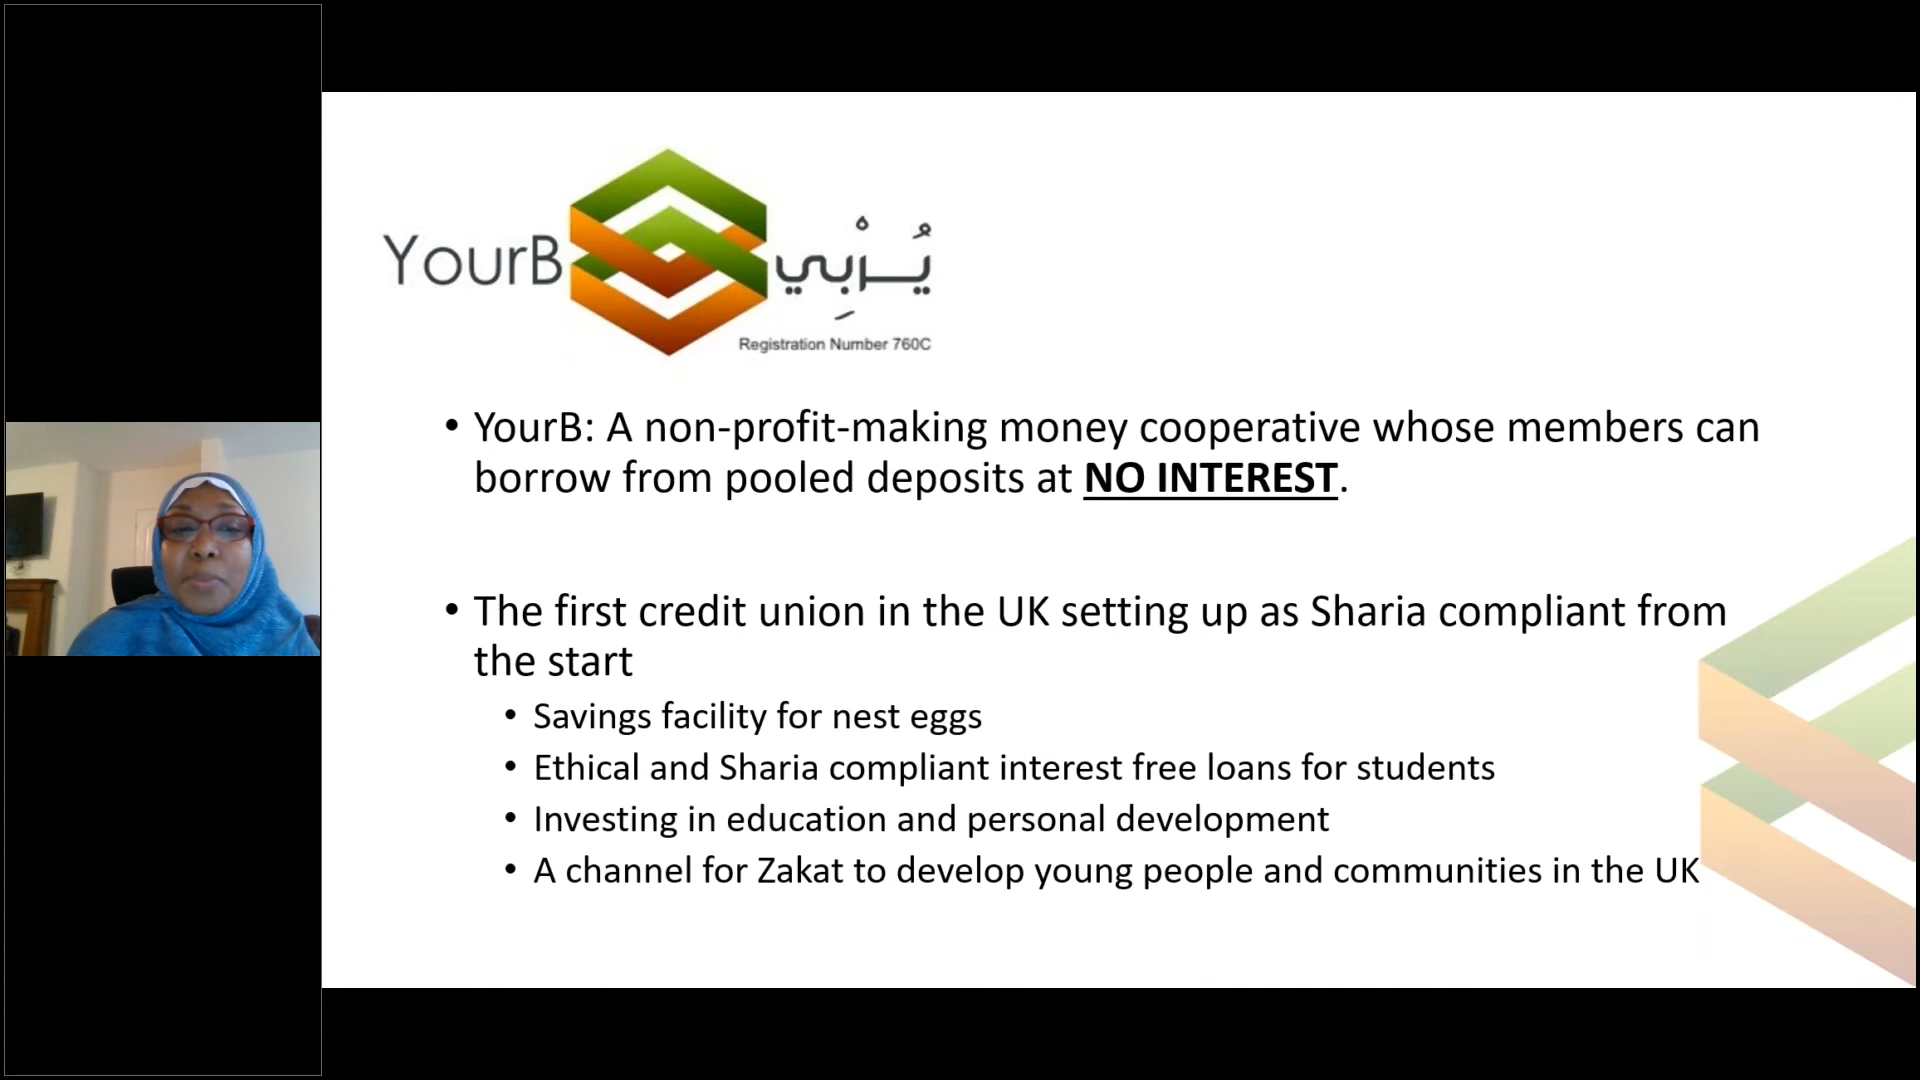 YourB
يُـرْبِي
Registration Number 760C
• YourB: A non-profit-making money cooperative whose members can
borrow from pooled deposits at NO INTEREST.
• The first credit union in the UK setting up as Sharia compliant from
the start
• Savings facility for nest eggs
• Ethical and Sharia compliant interest free loans for students
• Investing in education and personal development
• A channel for Zakat to develop young people and communities in the UK